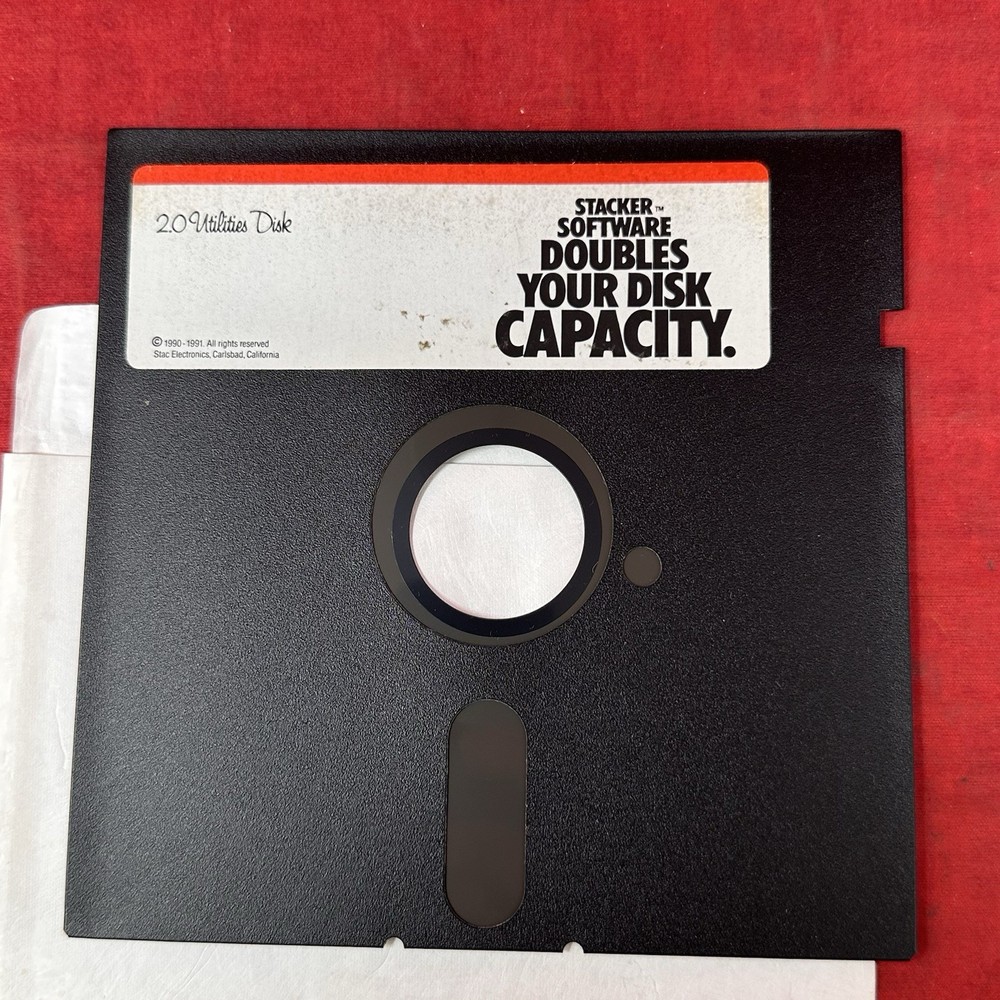 2.0 Utilities Disk
© 1990-1991. All rights reserved
Stac Electronics, Carlsbad, California
STACKER™
SOFTWARE
DOUBLES
YOUR DISK
CAPACITY.